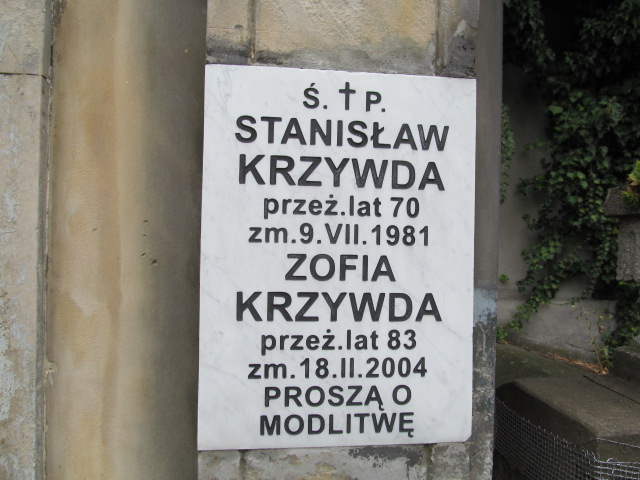 Ś. † P.
STANISŁAW
KRZYWDA
przeż.lat 70
zm.9.VII.1981
ZOFIA
KRZYWDA
przeż.lat 83
zm.18.II.2004
PROSZĄ O
MODLITWĘ